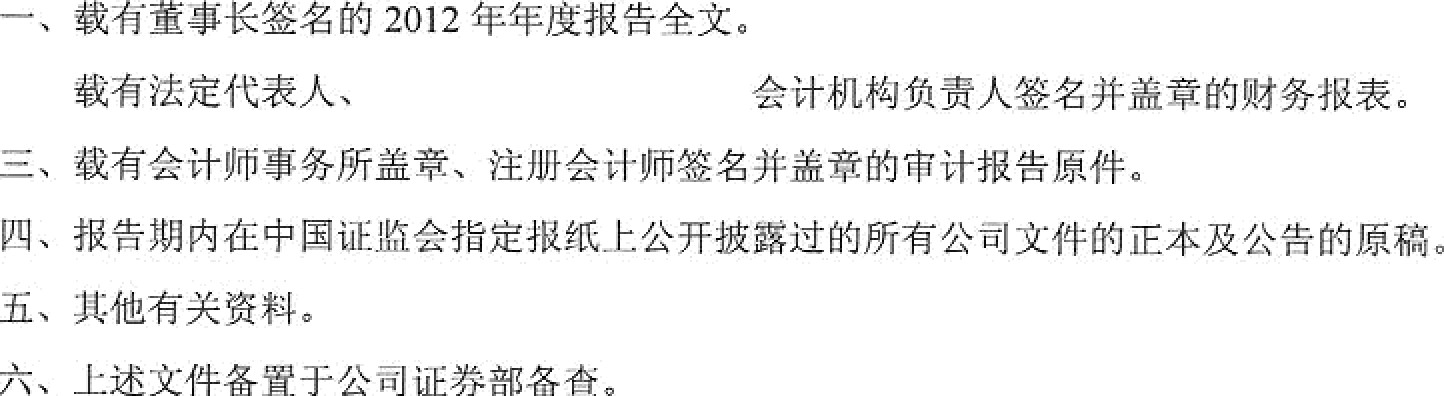 一、载有董事长签名的 2012 年年度报告全文。
载有法定代表人、 会计机构负责人签名并盖章的财务报表。
三、载有会计师事务所盖章、注册会计师签名并盖章的审计报告原件。
四、报告期内在中国证监会指定报纸上公开披露过的所有公司文件的正本及公告的原稿。
五、其他有关资料。
六、上述文件备置于公司证券部备查。